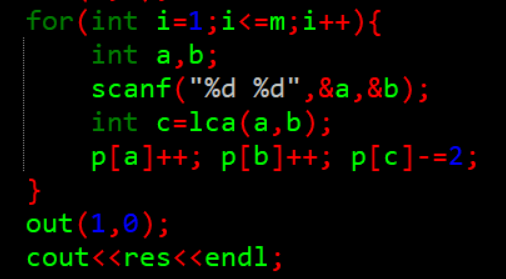 for(int i=1;i<=m;i++){
int a,b;
scanf("%d %d",&a,&b);
int c=lca(a,b);
p[a]++; p[b]++; p[c]-=2;
}
out(1,0);
cout<<res<<endl;